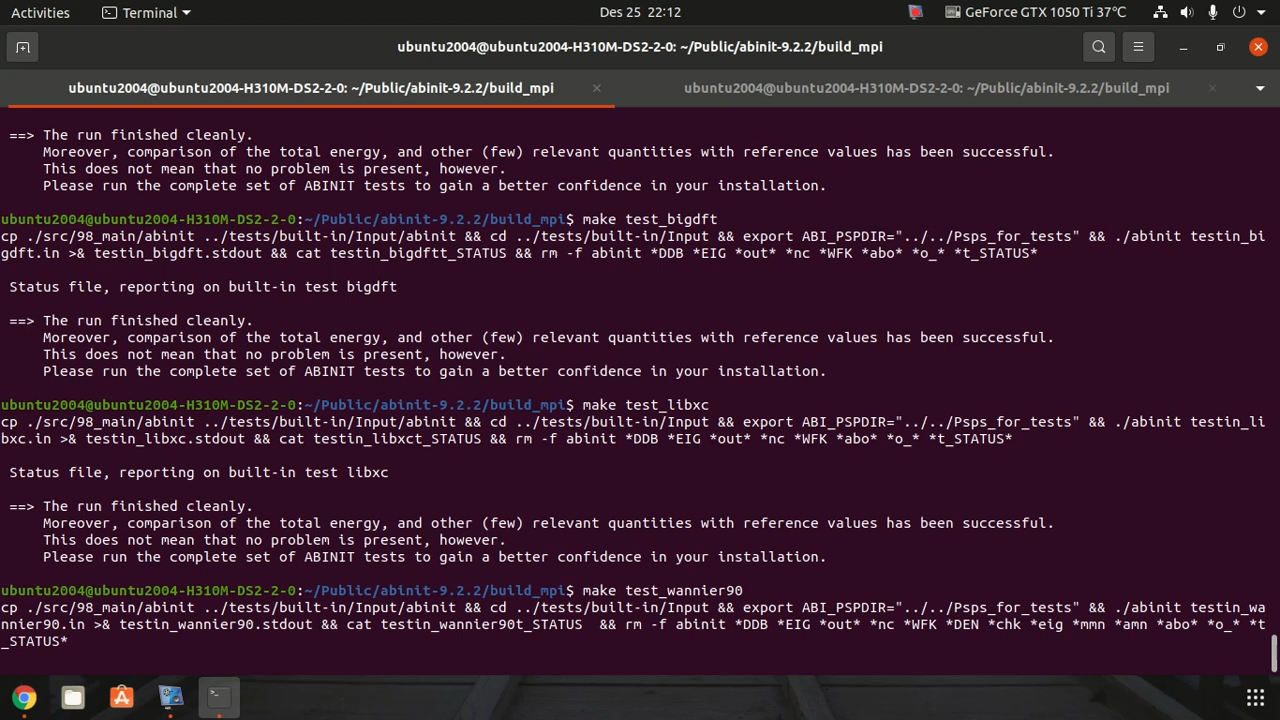 Activities
Terminal
Des 25 22:12
GeForce GTX 1050 Ti 37℃
ubuntu2004@ubuntu2004-H310M-DS2-2-0: ~/Public/abinit-9.2.2/build_mpi
ubuntu2004@ubuntu2004-H310M-DS2-2-0: ~/Public/abinit-9.2.2/build_mpi
ubuntu2004@ubuntu2004-H310M-DS2-2-0: ~/Public/abinit-9.2.2/build_mpi
==> The run finished cleanly.
Moreover, comparison of the total energy, and other (few) relevant quantities with reference values has been successful.
This does not mean that no problem is present, however.
Please run the complete set of ABINIT tests to gain a better confidence in your installation.
ubuntu2004@ubuntu2004-H310M-DS2-2-0:~/Public/abinit-9.2.2/build_mpi$ make test_bigdft
cp ./src/98_main/abinit ../tests/built-in/Input/abinit && cd ../tests/built-in/Input && export ABI_PSPDIR="../../Psps_for_tests" && ./abinit testin_bi
gdft.in >& testin_bigdft.stdout && cat testin_bigdftt_STATUS && rm -f abinit *DDB *EIG *out* *nc *WFK *abo* *o_* *t_STATUS*
Status file, reporting on built-in test bigdft
==> The run finished cleanly.
Moreover, comparison of the total energy, and other (few) relevant quantities with reference values has been successful.
This does not mean that no problem is present, however.
Please run the complete set of ABINIT tests to gain a better confidence in your installation.
ubuntu2004@ubuntu2004-H310M-DS2-2-0:~/Public/abinit-9.2.2/build_mpi$ make test_libxc
cp ./src/98_main/abinit ../tests/built-in/Input/abinit && cd ../tests/built-in/Input && export ABI_PSPDIR="../../Psps_for_tests" && ./abinit testin_li
bxc.in >& testin_libxc.stdout && cat testin_libxct_STATUS && rm -f abinit *DDB *EIG *out* *nc *WFK *abo* *o_* *t_STATUS*
Status file, reporting on built-in test libxc
==> The run finished cleanly.
Moreover, comparison of the total energy, and other (few) relevant quantities with reference values has been successful.
This does not mean that no problem is present, however.
Please run the complete set of ABINIT tests to gain a better confidence in your installation.
ubuntu2004@ubuntu2004-H310M-DS2-2-0:~/Public/abinit-9.2.2/build_mpi$ make test_wannier90
cp ./src/98_main/abinit ../tests/built-in/Input/abinit && cd ../tests/built-in/Input && export ABI_PSPDIR="../../Psps_for_tests" && ./abinit testin_wa
nnier90.in >& testin_wannier90.stdout && cat testin_wannier90t_STATUS  && rm -f abinit *DDB *EIG *out* *nc *WFK *DEN *chk *eig *mmn *amn *abo* *o_* *t
_STATUS*